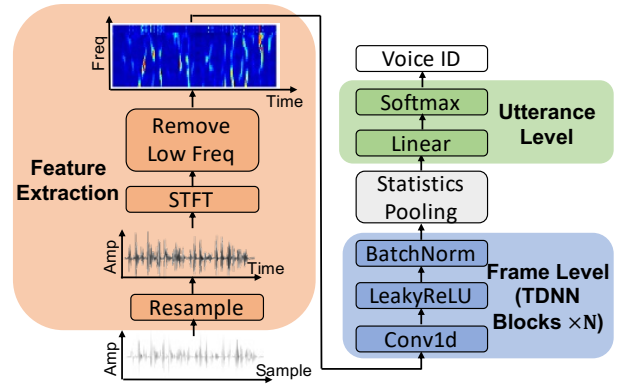 Freq
Time
Remove
Low Freq
Feature
Extraction
STFT
Amp
Time
Resample
Amp
Sample
Voice ID
Softmax
Linear
Utterance
Level
Statistics
Pooling
BatchNorm
LeakyReLU
Conv1d
Frame Level
(TDNN
Blocks ×N)